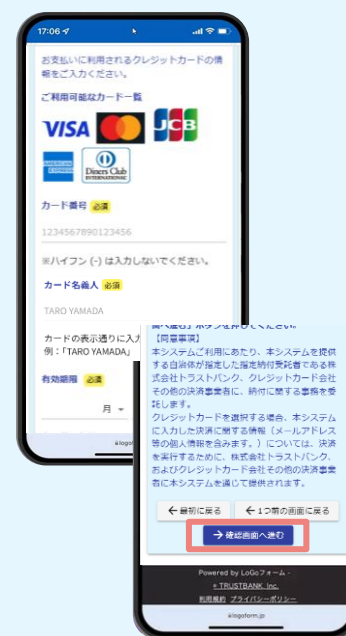 17:06
お支払いに利用されるクレジットカードの情
報をご入力ください。
ご利用可能なカード一覧
VISA
JCB
AMERICAN
EXPRESS
Diners Club
INTERNATIONAL
カード番号 必須
1234567890123456
※ハイフン (-) は入力しないでください。
カード名義人 必須
TARO YAMADA
カードの表示通りに入
例：「TARO YAMADA」
有効期限 必須
月
【同意事項】
本システムご利用にあたり、本システムを提供
する自治体が指定した指定納付受託者である株
式会社トラストバンク、クレジットカード会社
その他の決済事業者に、納付に関する事務を委
託します。
クレジットカードを選択する場合、本システム
に入力した決済に関する情報（メールアドレス
等の個人情報を含みます。）については、決済
を実行するために、株式会社トラストバンク、
およびクレジットカード会社その他の決済事業
者に本システムを通じて提供されます。
← 最初に戻る
← 1つ前の画面に戻る
→ 確認画面へ進む
Powered by LoGoフォーム -
TRUSTBANK, Inc.
利用規約 プライバシーポリシー
logoform.jp